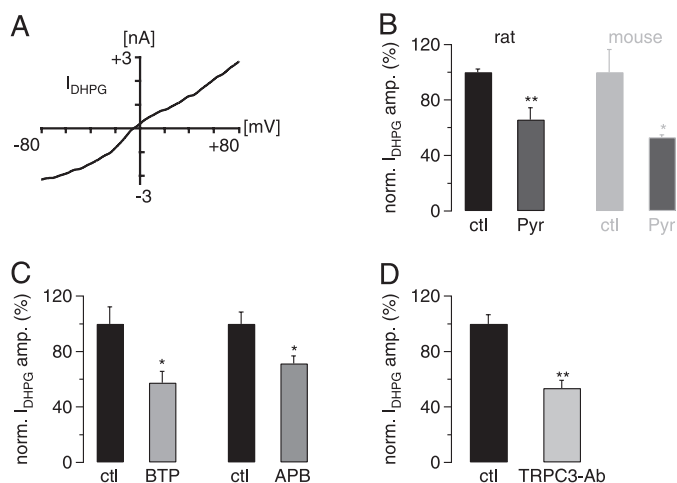 A
[nA]
+3
I_DHPG
[mV]
-80
+80
-3
B
rat
mouse
norm. I_DHPG amp. (%)
120
80
40
0
**
*
ctl
Pyr
ctl
Pyr
C
norm. I_DHPG amp. (%)
120
80
40
0
*
*
ctl
BTP
ctl
APB
D
norm. I_DHPG amp. (%)
120
80
40
0
**
ctl
TRPC3-Ab